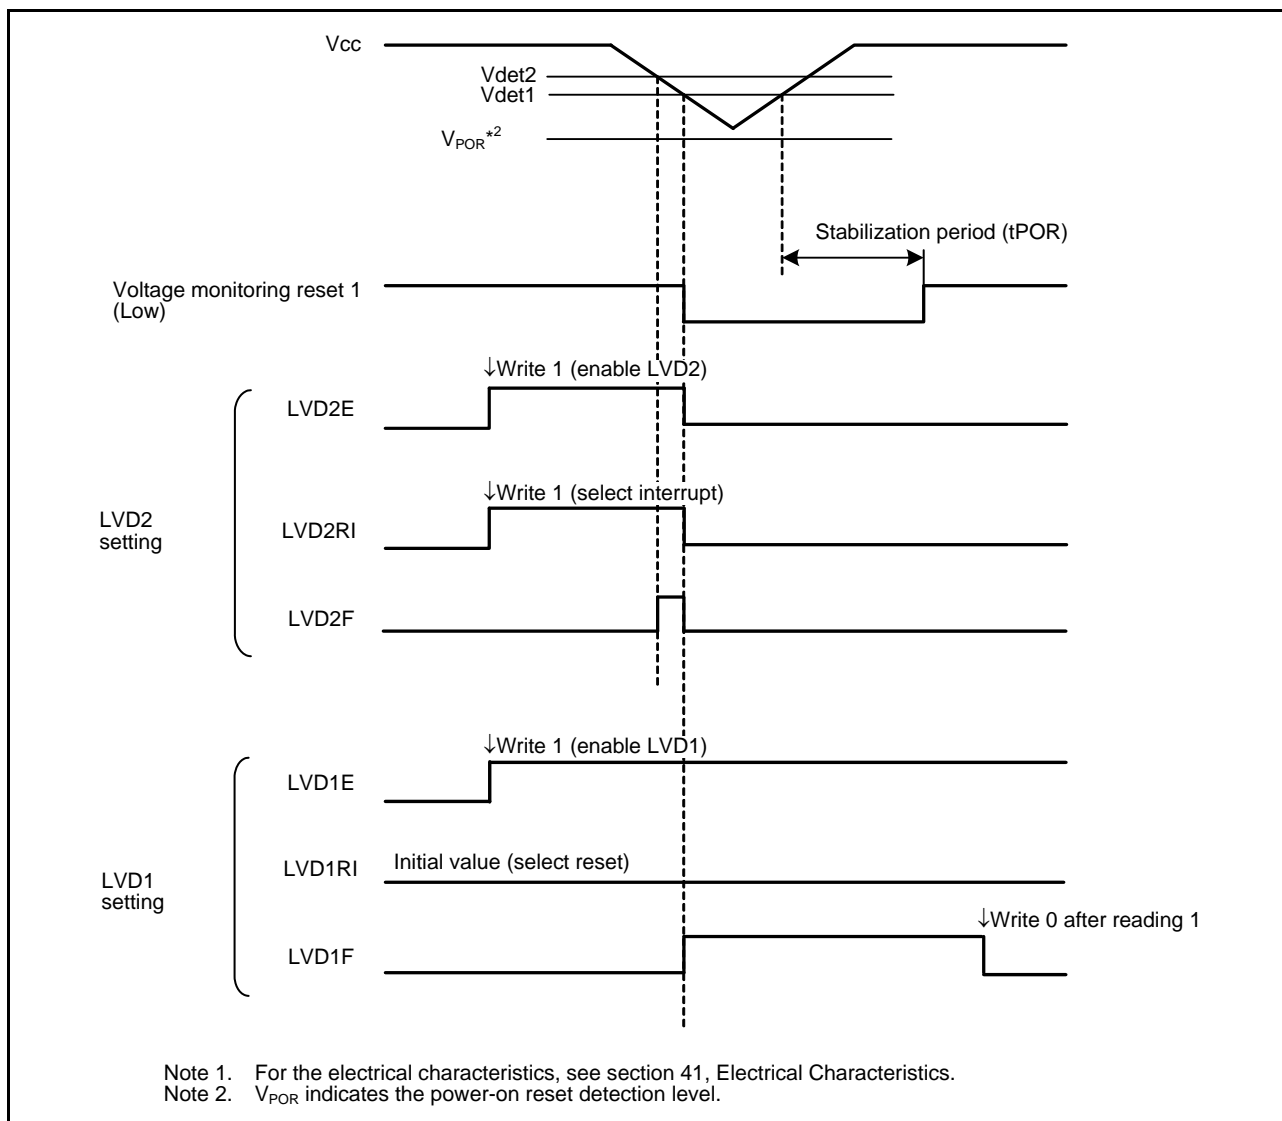 Vcc
Vdet2
Vdet1
VPOR*2
Stabilization period (tPOR)
Voltage monitoring reset 1
(Low)
↓Write 1 (enable LVD2)
LVD2E
↓Write 1 (select interrupt)
LVD2
setting
LVD2RI
LVD2F
↓Write 1 (enable LVD1)
LVD1E
LVD1RI
Initial value (select reset)
LVD1
setting
↓Write 0 after reading 1
LVD1F
Note 1. For the electrical characteristics, see section 41, Electrical Characteristics.
Note 2. VPOR indicates the power-on reset detection level.